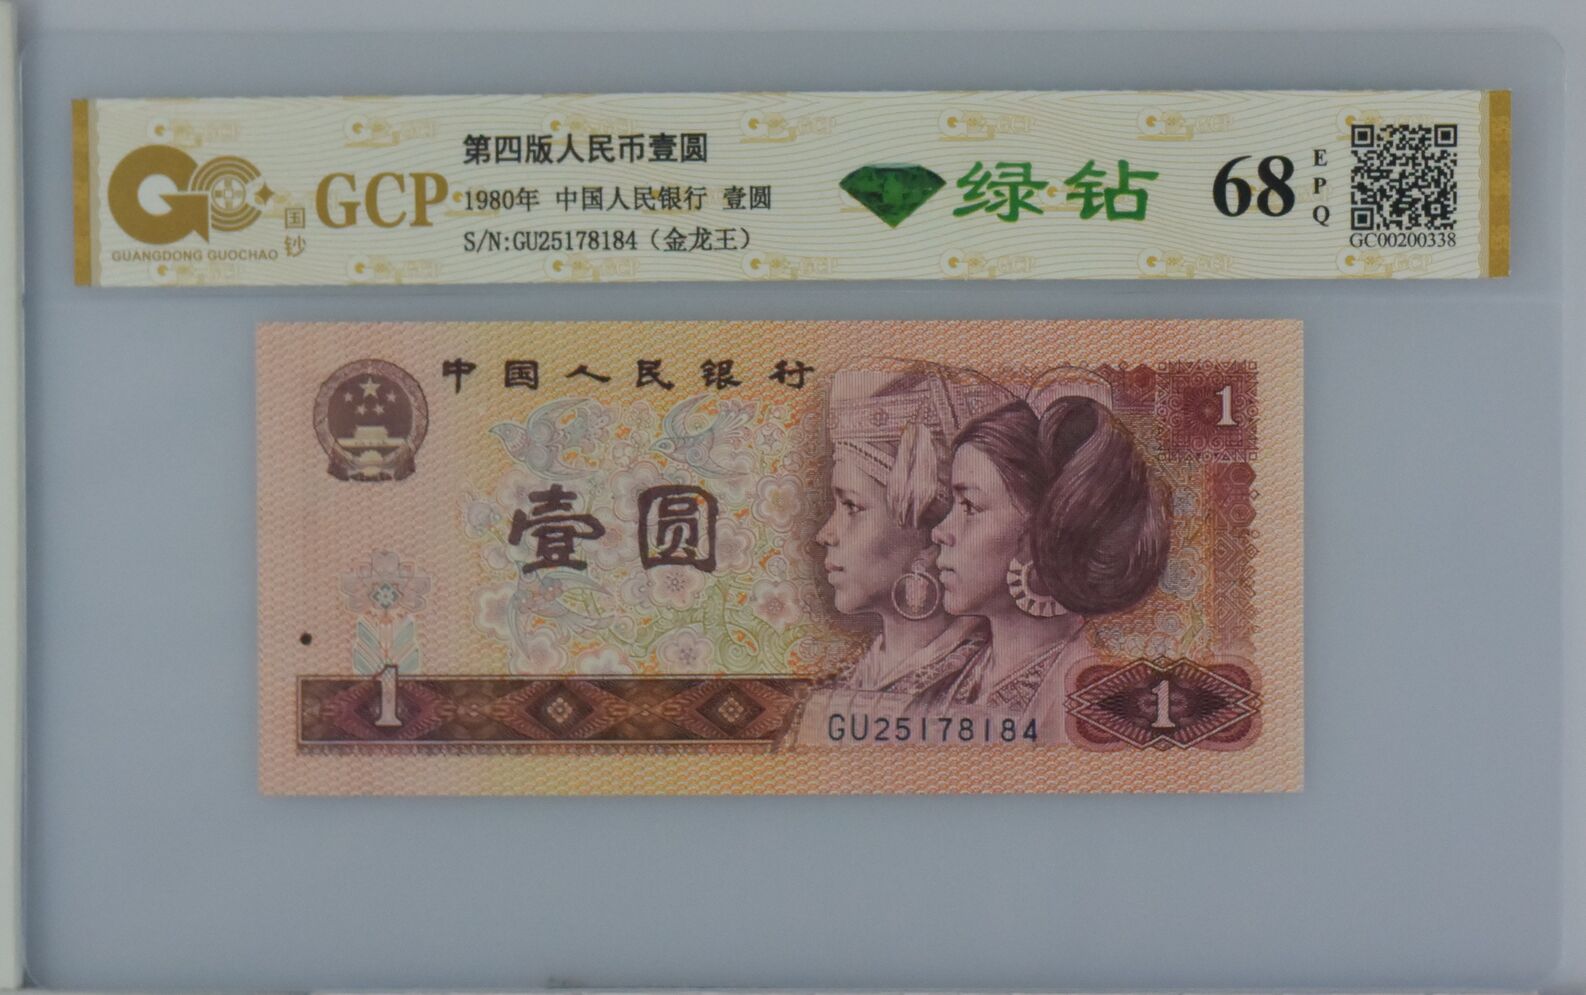 GUANGDONG GUOCHAO
国钞
GCP
第四版人民币壹圆
1980年 中国人民银行 壹圆
S/N:GU25178184（金龙王）
绿钻
68
EPQ
GC00200338
中国人民银行
1
壹圆
1
GU25178184
1